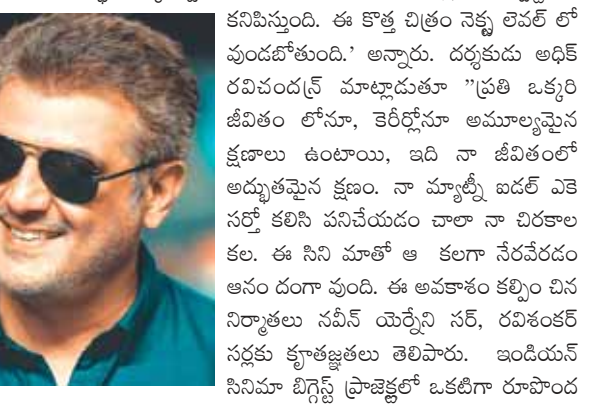 కనిపిస్తుంది. ఈ కొత్త చిత్రం నెక్స్ట లెవల్ లో
వుండబోతుంది.' అన్నారు. దర్శకుడు అధిక్
రవిచంద్రన్ మాట్లాడుతూ "ప్రతి ఒక్కరి
జీవితం లోనూ, కెరీర్లోనూ అమూల్యమైన
క్షణాలు ఉంటాయి, ఇది నా జీవితంలో
అద్భుతమైన క్షణం. నా మ్యాట్నీ ఐడల్ ఎకె
సర్తో కలిసి పనిచేయడం చాలా నా చిరకాల
కల. ఈ సిని మాతో ఆ కలగా నేరవేరడం
ఆనం దంగా వుంది. ఈ అవకాశం కల్పిం చిన
నిర్మాతలు నవీన్ యెర్నేని సర్, రవిశంకర్
సర్లకు కృతజ్ఞతలు తెలిపారు. ఇండియన్
సినిమా బిగ్గెస్ట్ ప్రాజెక్ట్లలో ఒకటిగా రూపొంద